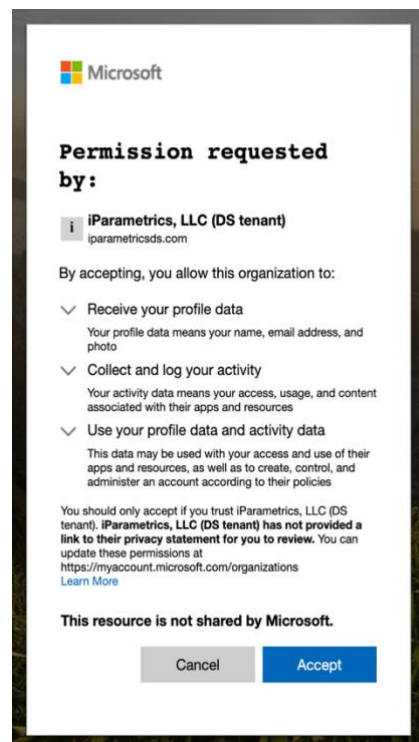 Microsoft
Permission requested
by:
i
iParametrics, LLC (DS tenant)
iparametricsds.com
By accepting, you allow this organization to:
Receive your profile data
Your profile data means your name, email address, and
photo
Collect and log your activity
Your activity data means your access, usage, and content
associated with their apps and resources
Use your profile data and activity data
This data may be used with your access and use of their
apps and resources, as well as to create, control, and
administer an account according to their policies
You should only accept if you trust iParametrics, LLC (DS
tenant). iParametrics, LLC (DS tenant) has not provided a
link to their privacy statement for you to review. You can
update these permissions at
https://myaccount.microsoft.com/organizations
Learn More
This resource is not shared by Microsoft.
Cancel
Accept